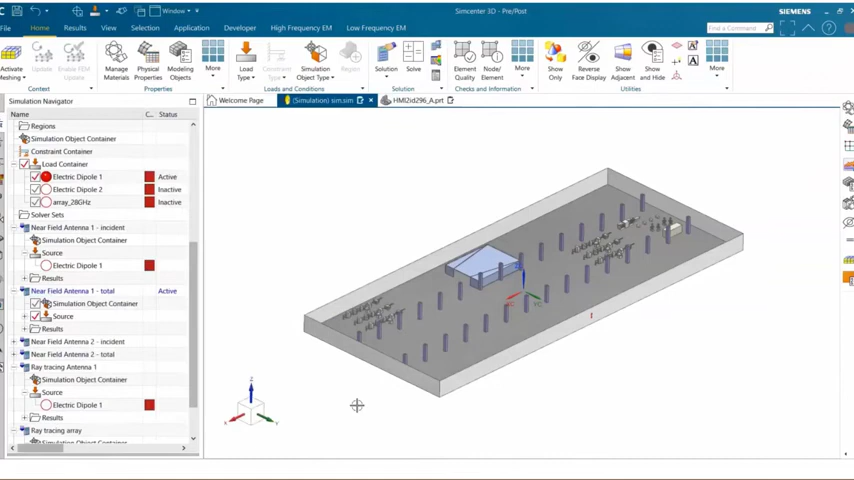 Window
Simcenter 3D - Pre/Post
SIEMENS
File
Home
Results
View
Selection
Application
Developer
High Frequency EM
Low Frequency EM
Find a Command
Activate Meshing
Update
Update FEM
Manage Materials
Physical Properties
Modeling Objects
More
Load Type
Constraint Type
Simulation Object Type
Region
Solution
Solve
Element Quality
Node/ Element
More
Show Only
Reverse Face Display
Show Adjacent
Show and Hide
More
Context
Properties
Loads and Conditions
Solution
Checks and Information
Utilities
Simulation Navigator
Welcome Page
(Simulation) sim.sim
HMI2id296_A.prt
Name
C...
Status
Regions
Simulation Object Container
Constraint Container
Load Container
Electric Dipole 1
Active
Electric Dipole 2
Inactive
array_28GHz
Inactive
Solver Sets
Near Field Antenna 1 - incident
Simulation Object Container
Source
Electric Dipole 1
Results
Near Field Antenna 1 - total
Active
Simulation Object Container
Source
Results
Near Field Antenna 2 - incident
Near Field Antenna 2 - total
Ray tracing Antenna 1
Simulation Object Container
Source
Electric Dipole 1
Results
Ray tracing array
Simulation Object Container
XC
YC
Z
X
Y